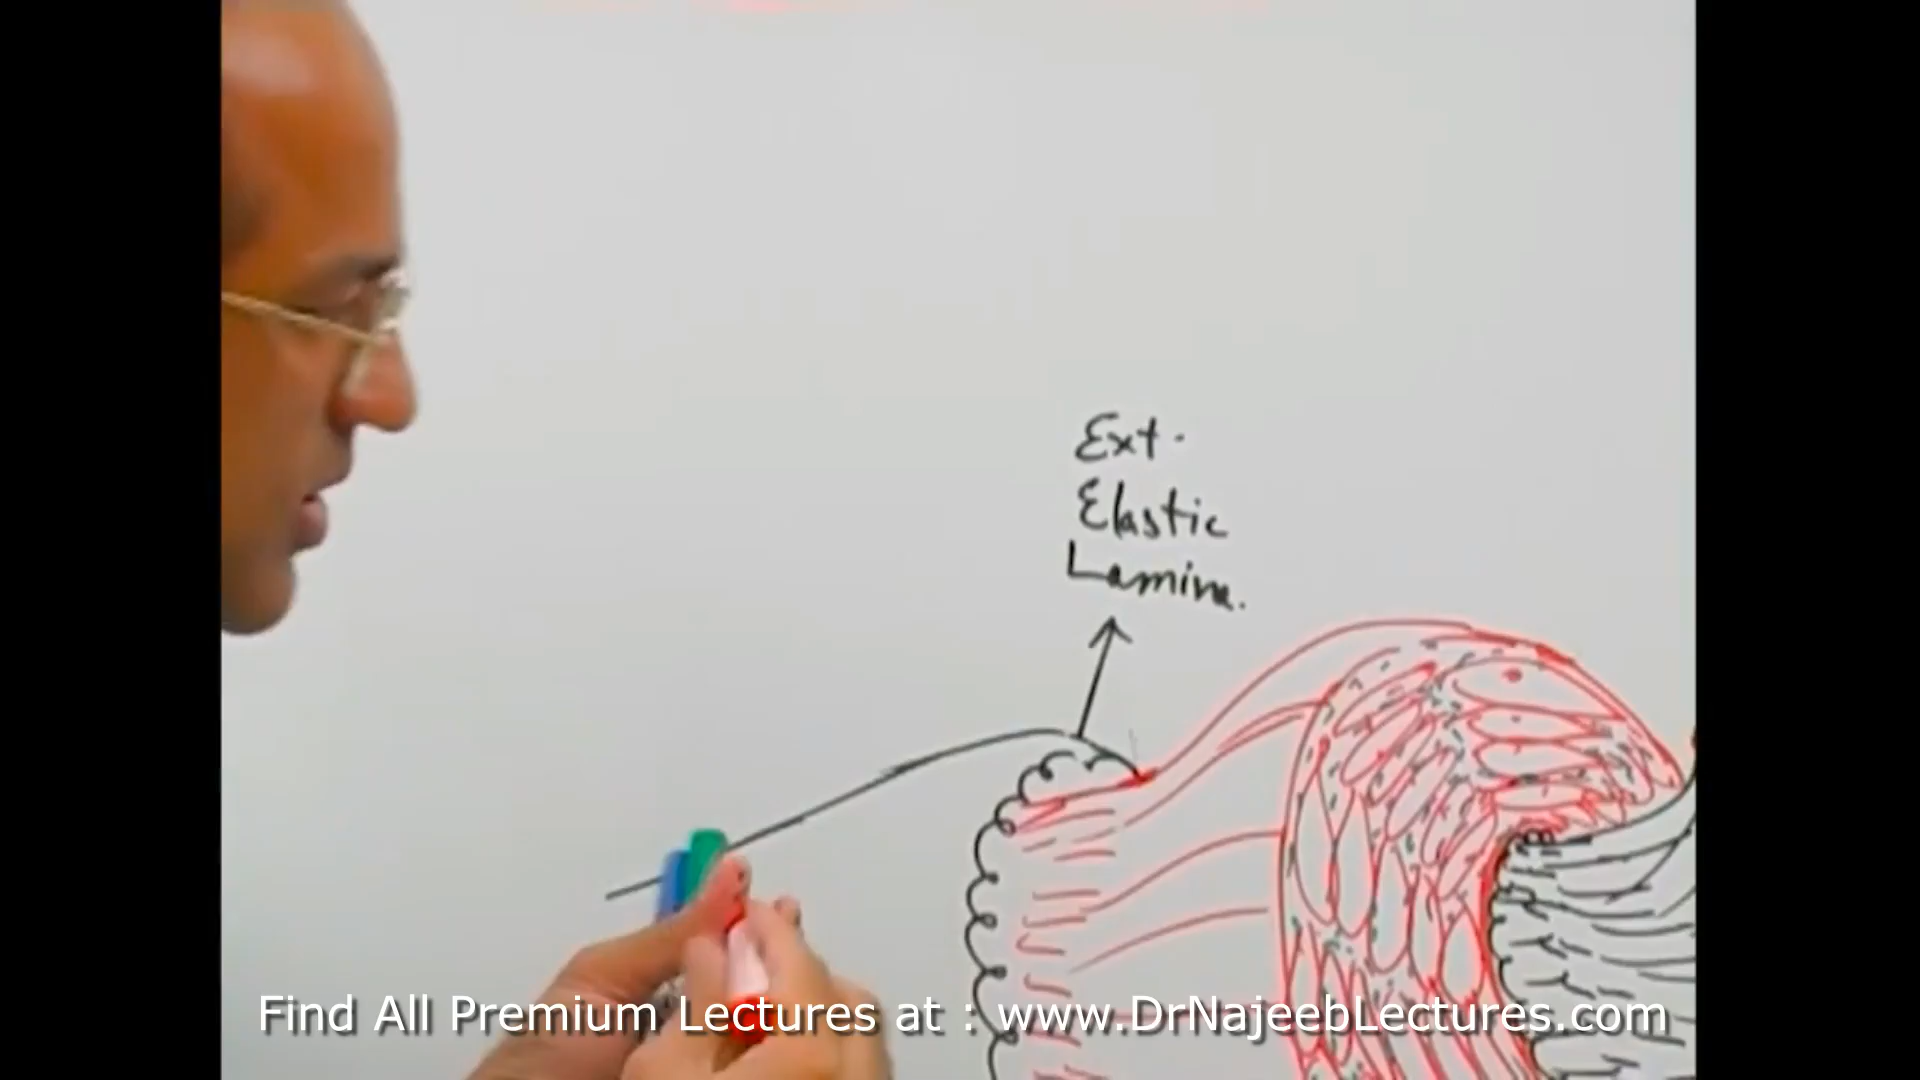 Ext.
Elastic
Lamina.
Find All Premium Lectures at : www.DrNajeebLectures.com